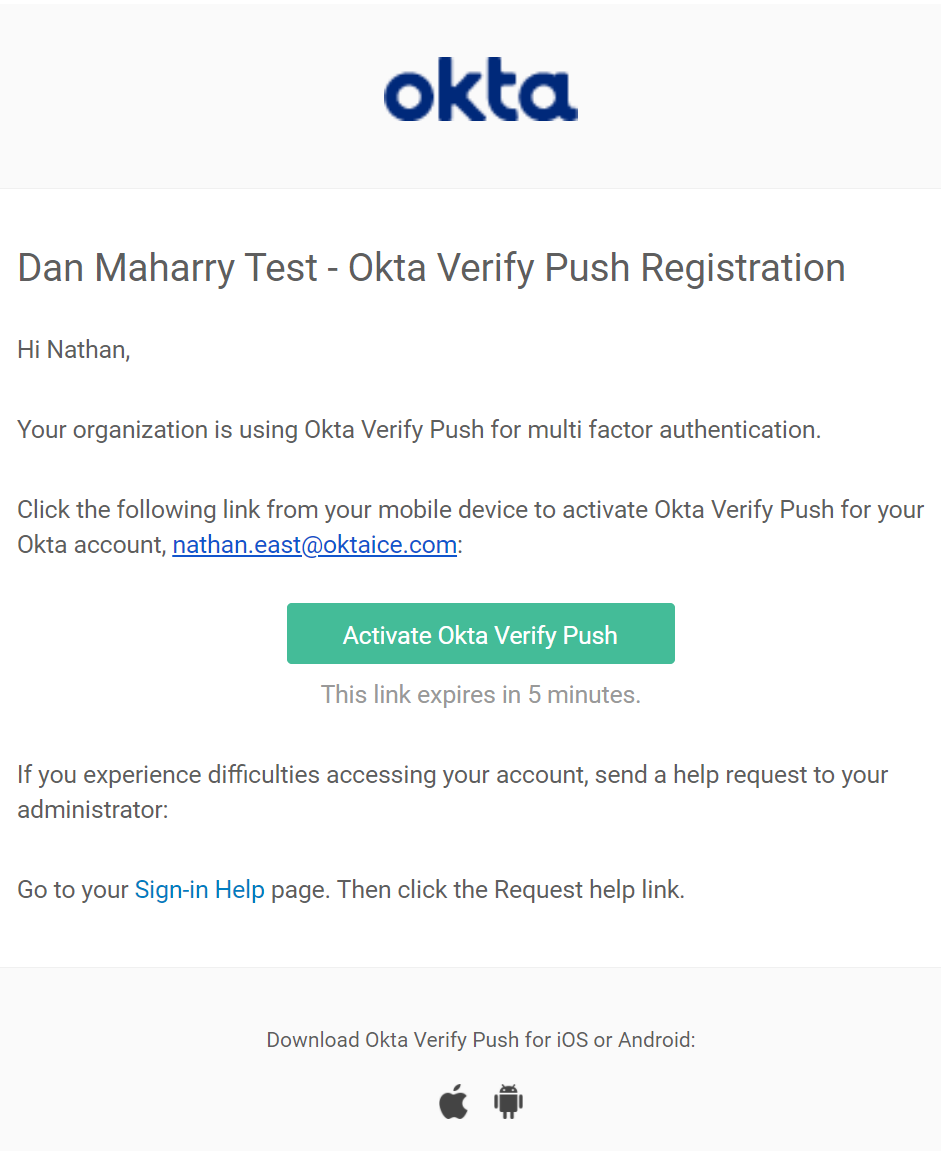 okta
Dan Maharry Test - Okta Verify Push Registration
Hi Nathan,
Your organization is using Okta Verify Push for multi factor authentication.
Click the following link from your mobile device to activate Okta Verify Push for your
Okta account, nathan.east@oktaice.com:
Activate Okta Verify Push
This link expires in 5 minutes.
If you experience difficulties accessing your account, send a help request to your
administrator:
Go to your Sign-in Help page. Then click the Request help link.
Download Okta Verify Push for iOS or Android: